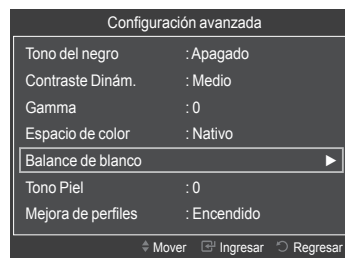 Configuración avanzada
Tono del negro : Apagado
Contraste Dinám. : Medio
Gamma : 0
Espacio de color : Nativo
Balance de blanco
Tono Piel : 0
Mejora de perfiles : Encendido
Mover Ingresar Regresar